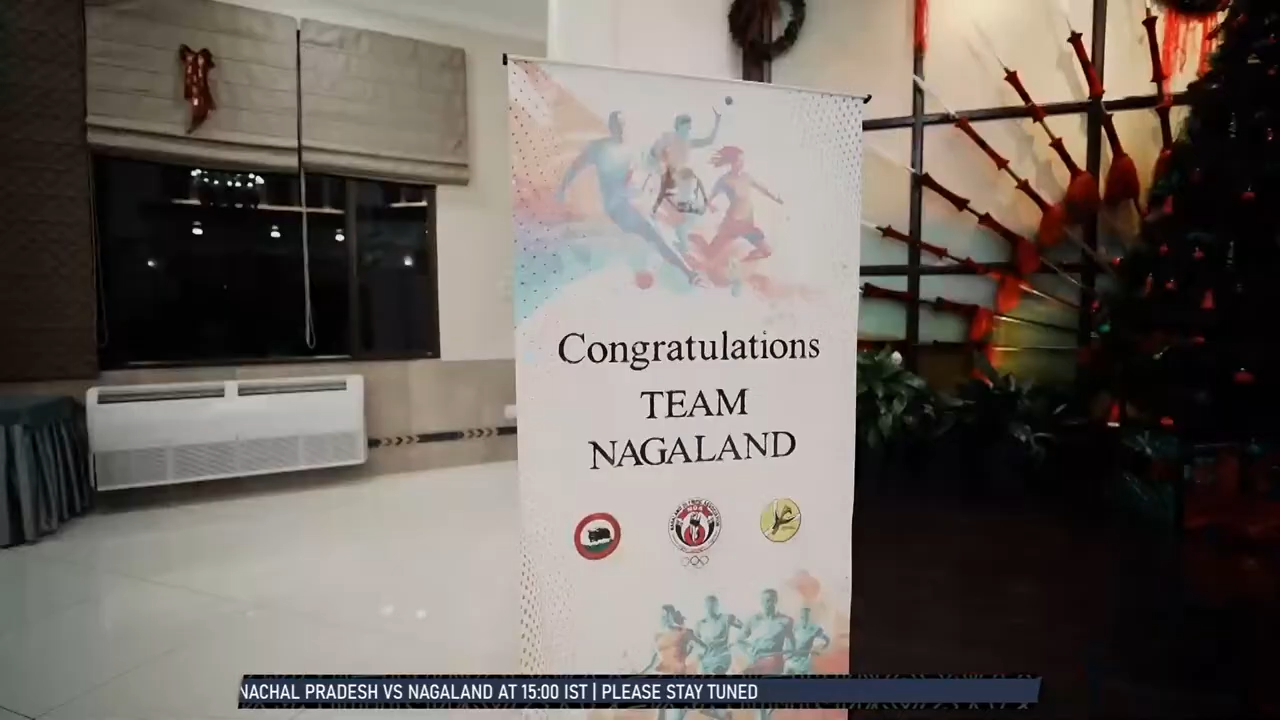 Congratulations
TEAM
NAGALAND
NACHAL PRADESH VS NAGALAND AT 15:00 IST | PLEASE STAY TUNED